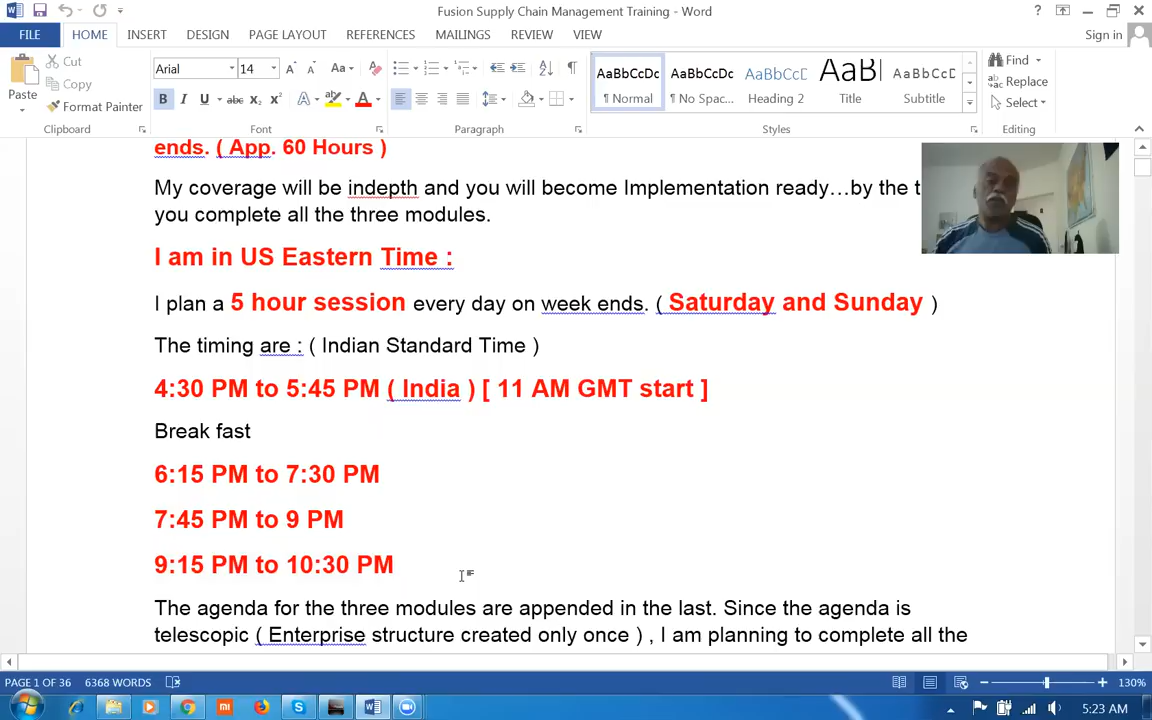 Fusion Supply Chain Management Training - Word
?
FILE HOME INSERT DESIGN PAGE LAYOUT REFERENCES MAILINGS REVIEW VIEW Sign in
Paste Cut Copy Format Painter Clipboard
Arial 14 Aa
B I U abc X₂ X² A A Font
Paragraph
AaBbCcDc ¶ Normal
AaBbCcDc ¶ No Spac...
AaBbCcD Heading 2
AaB Title
AaBbCcD Subtitle
Styles
Find Replace Select Editing
ends. ( App. 60 Hours )
My coverage will be indepth and you will become Implementation ready…by the t
you complete all the three modules.
I am in US Eastern Time :
I plan a 5 hour session every day on week ends. ( Saturday and Sunday )
The timing are : ( Indian Standard Time )
4:30 PM to 5:45 PM ( India ) [ 11 AM GMT start ]
Break fast
6:15 PM to 7:30 PM
7:45 PM to 9 PM
9:15 PM to 10:30 PM
The agenda for the three modules are appended in the last. Since the agenda is
telescopic ( Enterprise structure created only once ) , I am planning to complete all the
PAGE 1 OF 36 6368 WORDS 130%
5:23 AM